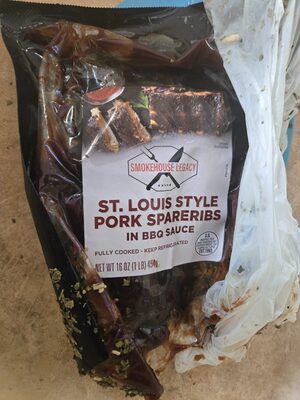 SMOKEHOUSE LEGACY
ST. LOUIS STYLE
PORK SPARERIBS
IN BBQ SAUCE
FULLY COOKED - KEEP REFRIGERATED
NET WT 16 OZ (1 LB) 454g